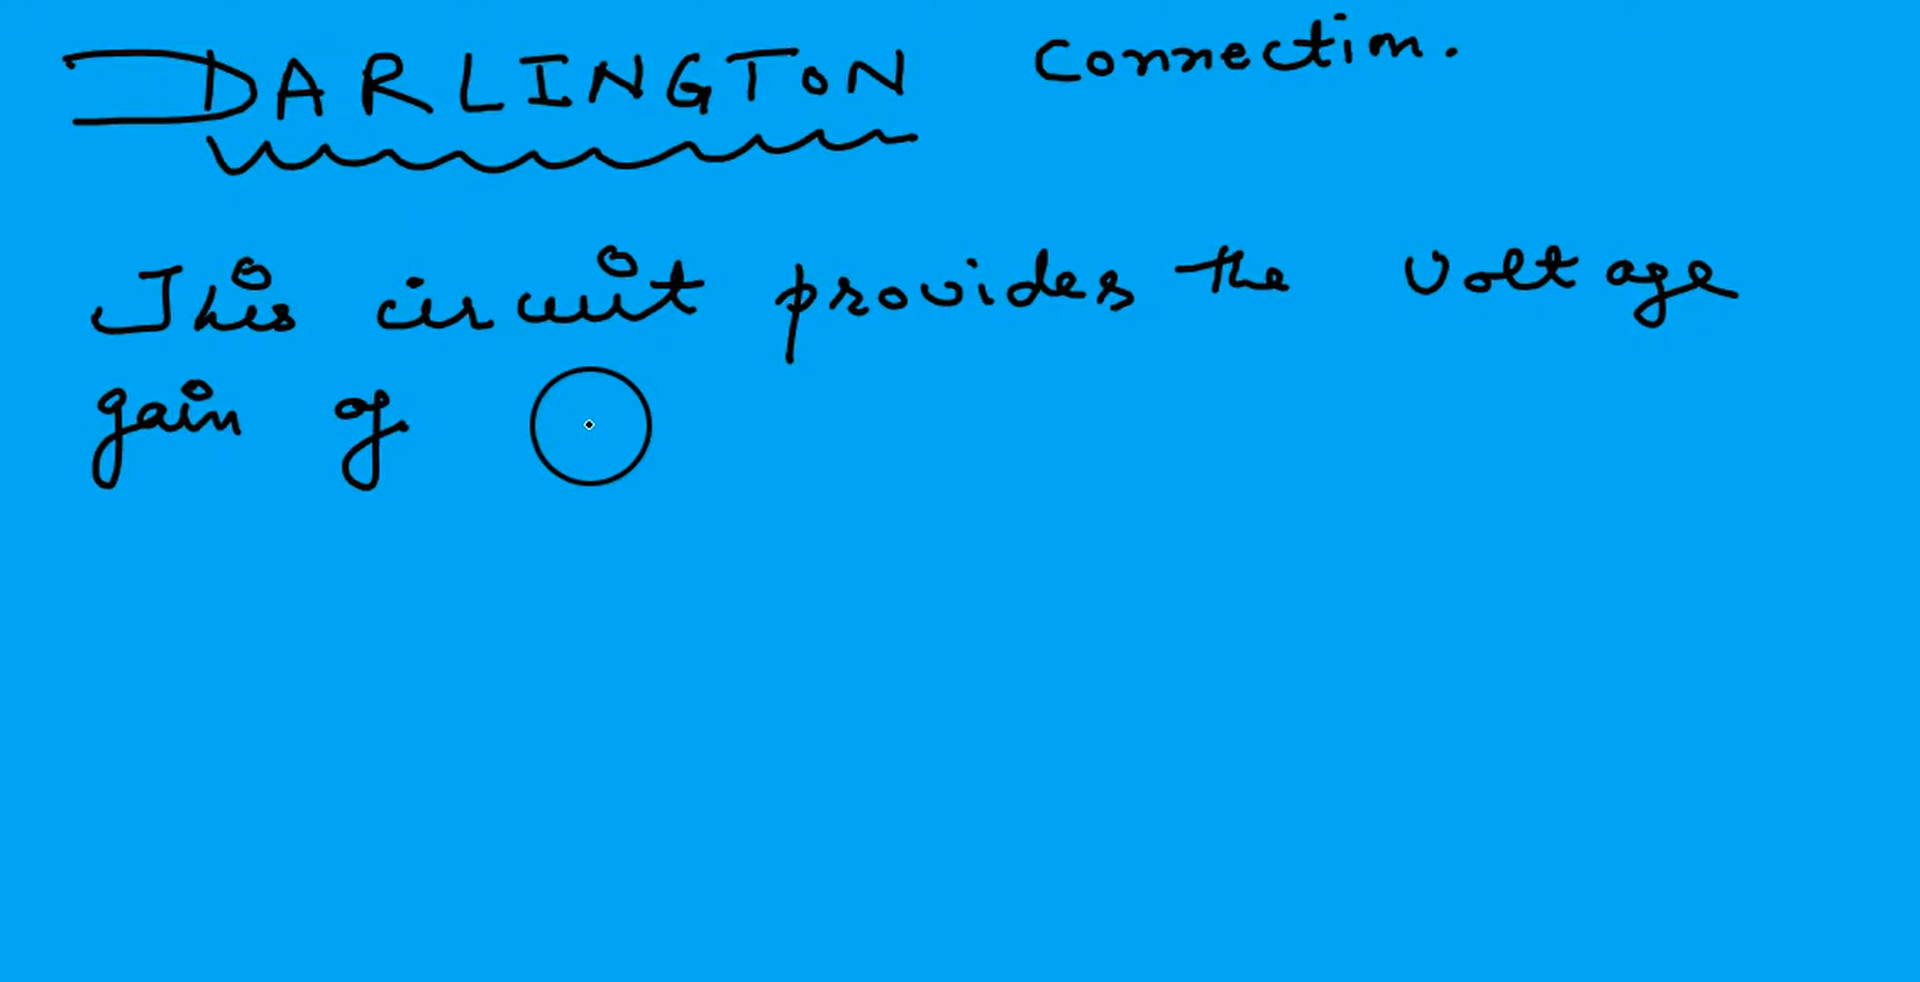 DARLINGTON Connection.
This circuit provides the voltage
gain of